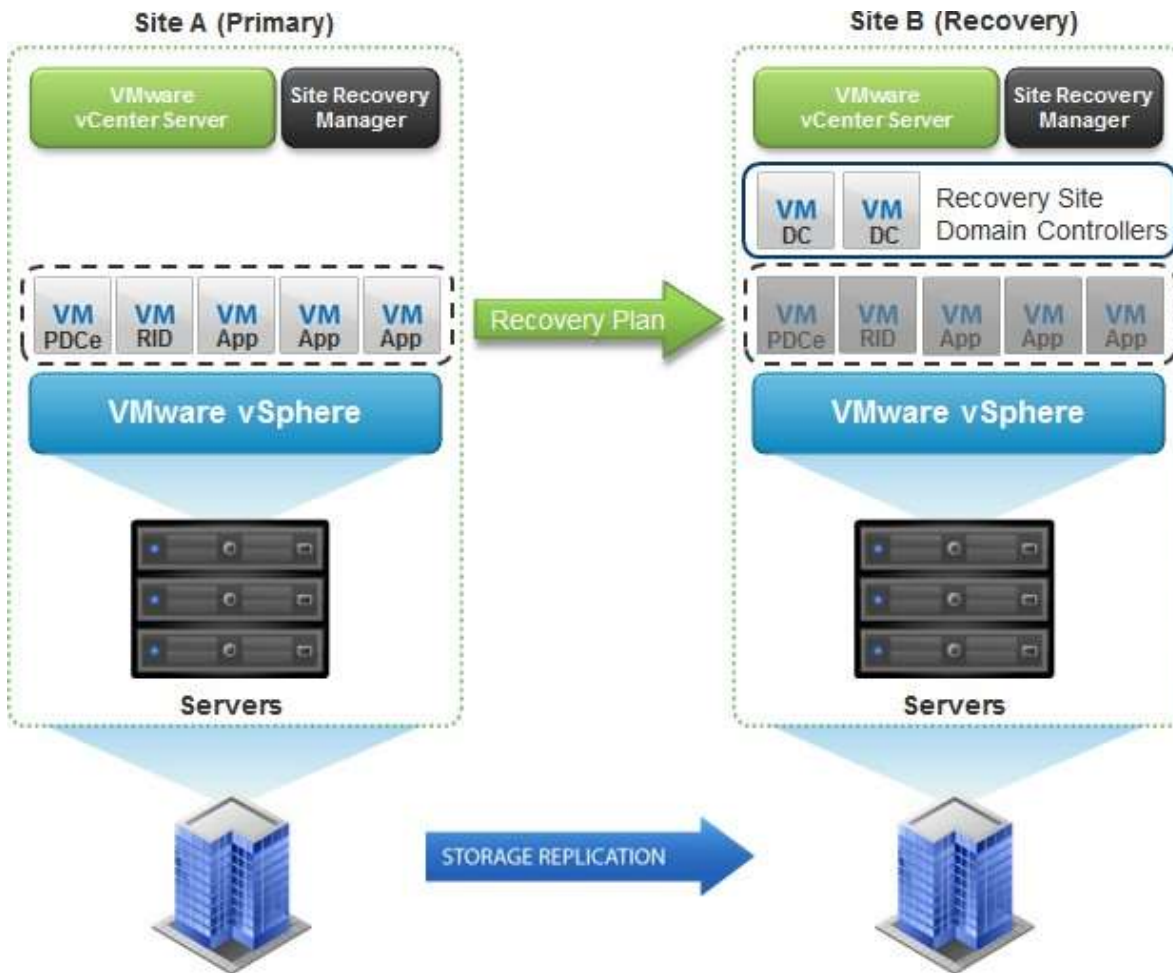 Site A (Primary)
VMware
vCenter Server
Site Recovery
Manager
VM
PDCe
VM
RID
VM
App
VM
App
VM
App
VMware vSphere
Servers
Recovery Plan
STORAGE REPLICATION
Site B (Recovery)
VMware
vCenter Server
Site Recovery
Manager
VM
DC
VM
DC
Recovery Site
Domain Controllers
VM
PDCe
VM
RID
VM
App
VM
App
VM
App
VMware vSphere
Servers